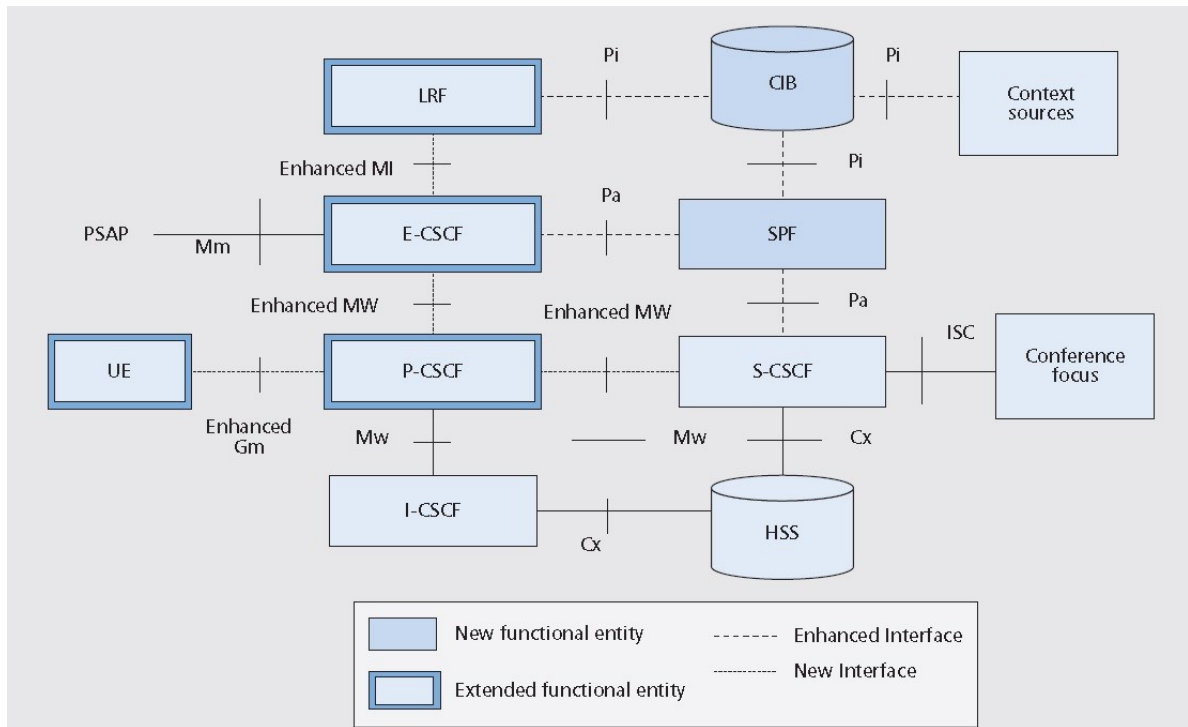 Pi
Pi
LRF
CIB
Context
sources
Enhanced MI
Pi
Pa
PSAP
Mm
E-CSCF
SPF
Enhanced MW
Enhanced MW
Pa
ISC
UE
P-CSCF
S-CSCF
Conference
focus
Enhanced
Gm
Mw
Mw
Cx
I-CSCF
Cx
HSS
New functional entity
Enhanced Interface
New Interface
Extended functional entity